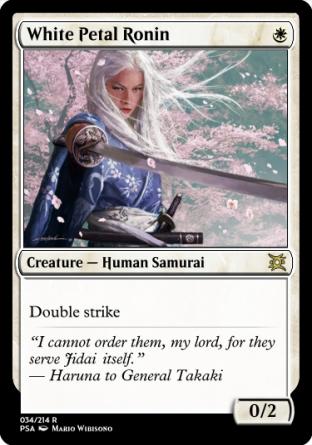 White Petal Ronin
Creature — Human Samurai
Double strike
“I cannot order them, my lord, for they
serve Jidai itself.”
— Haruna to General Takaki
0/2
034/214 R
PSA Mario Wibisono